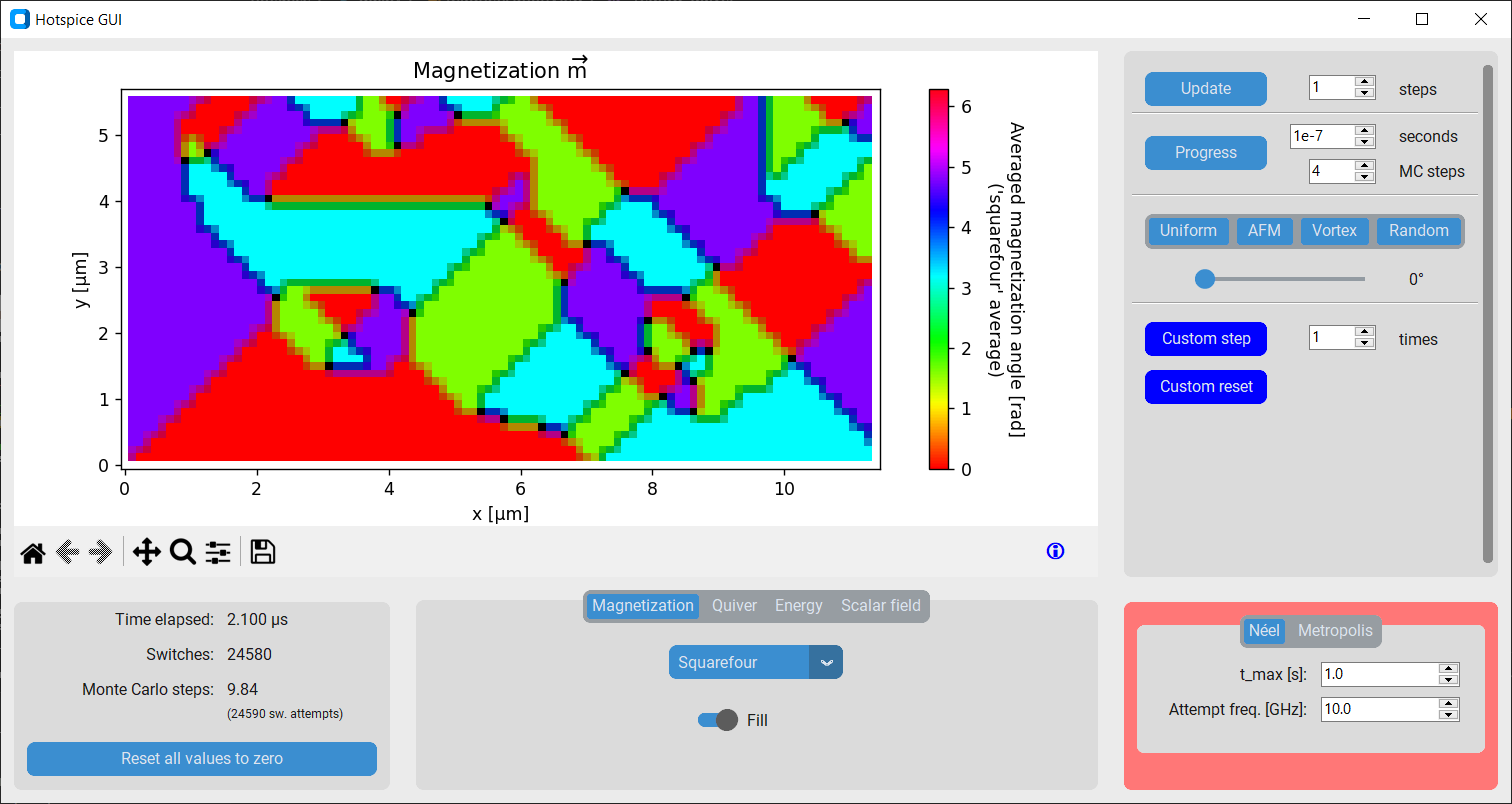 Hotspice GUI
Magnetization m
5
4
3
2
1
0
y [µm]
0 2 4 6 8 10
x [µm]
6
5
4
3
2
1
0
Averaged magnetization angle [rad]
('squarefour' average)
Update 1 steps
Progress 1e-7 seconds
4 MC steps
Uniform AFM Vortex Random
0°
Custom step 1 times
Custom reset
Time elapsed: 2.100 µs
Switches: 24580
Monte Carlo steps: 9.84
(24590 sw. attempts)
Reset all values to zero
Magnetization Quiver Energy Scalar field
Squarefour
Fill
Néel Metropolis
t_max [s]: 1.0
Attempt freq. [GHz]: 10.0